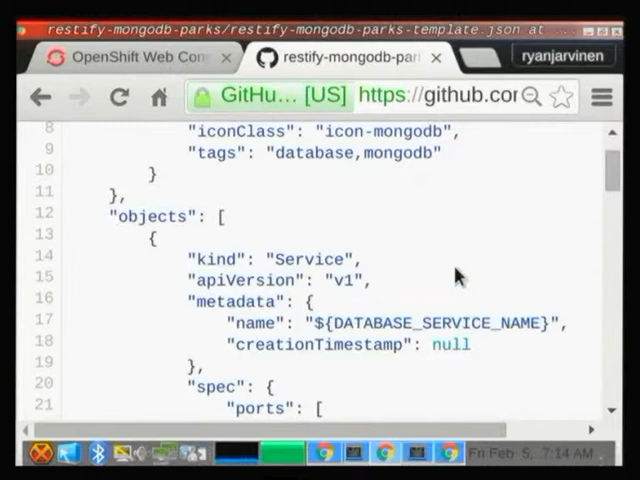 restify-mongodb-parks/restify-mongodb-parks-template.json at ...
OpenShift Web Con
restify-mongodb-par
ryanjarvinen
GitHu... [US]
https://github.con
8 "iconClass": "icon-mongodb",
9 "tags": "database,mongodb"
10 }
11 },
12 "objects": [
13 {
14 "kind": "Service",
15 "apiVersion": "v1",
16 "metadata": {
17 "name": "${DATABASE_SERVICE_NAME}",
18 "creationTimestamp": null
19 },
20 "spec": {
21 "ports": [
Fri Feb 5, 7:14 AM